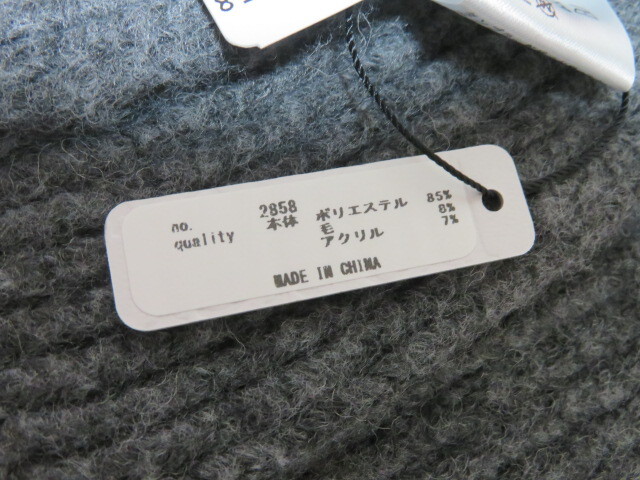 no. 2858
quality 本体 ポリエステル 85%
毛 8%
アクリル 7%
MADE IN CHINA